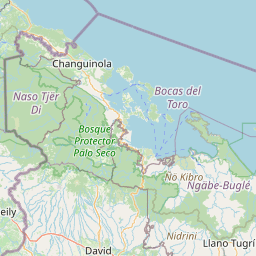 Changuinola
Naso Tjër
Di
Bocas del
Toro
Bosque
Protector
Palo Seco
Ño Kribo
Ngäbe-Buglé
eily
Nidrini
Llano Tugrí
David